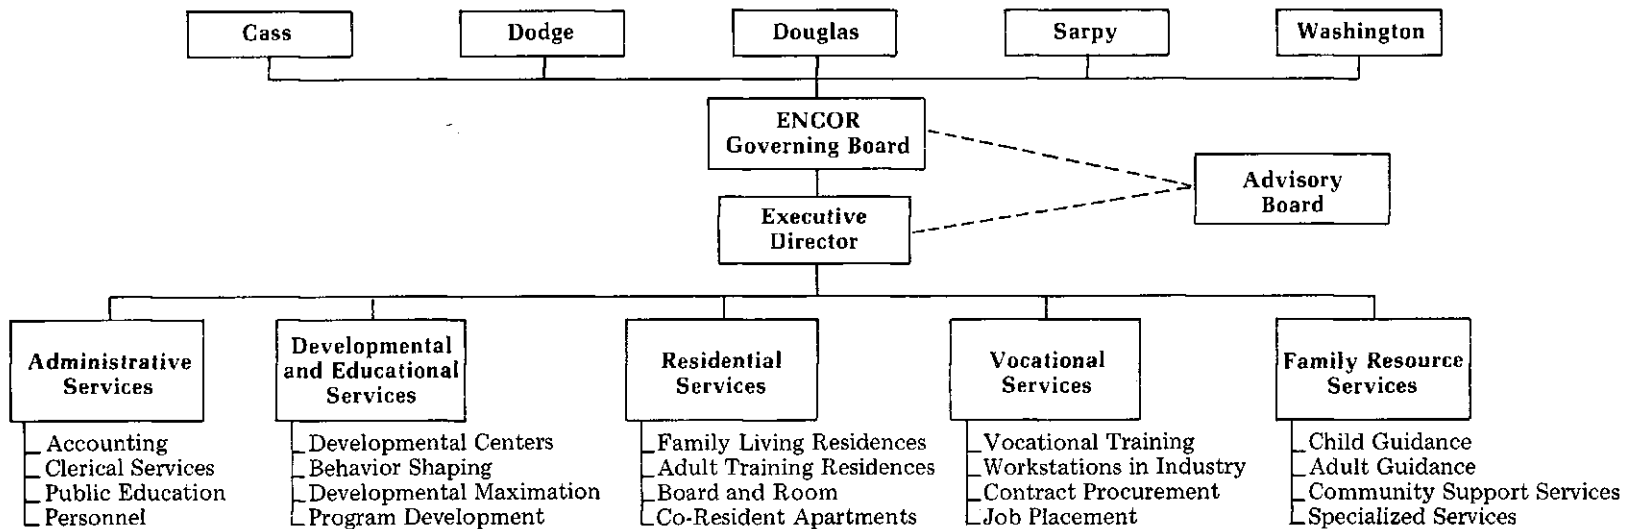 Cass
Dodge
Douglas
Sarpy
Washington
ENCOR
Governing Board
Advisory
Board
Executive
Director
Administrative
Services
Accounting
Clerical Services
Public Education
Personnel
Developmental
and Educational
Services
Developmental Centers
Behavior Shaping
Developmental Maximation
Program Development
Residential
Services
Family Living Residences
Adult Training Residences
Board and Room
Co-Resident Apartments
Vocational
Services
Vocational Training
Workstations in Industry
Contract Procurement
Job Placement
Family Resource
Services
Child Guidance
Adult Guidance
Community Support Services
Specialized Services